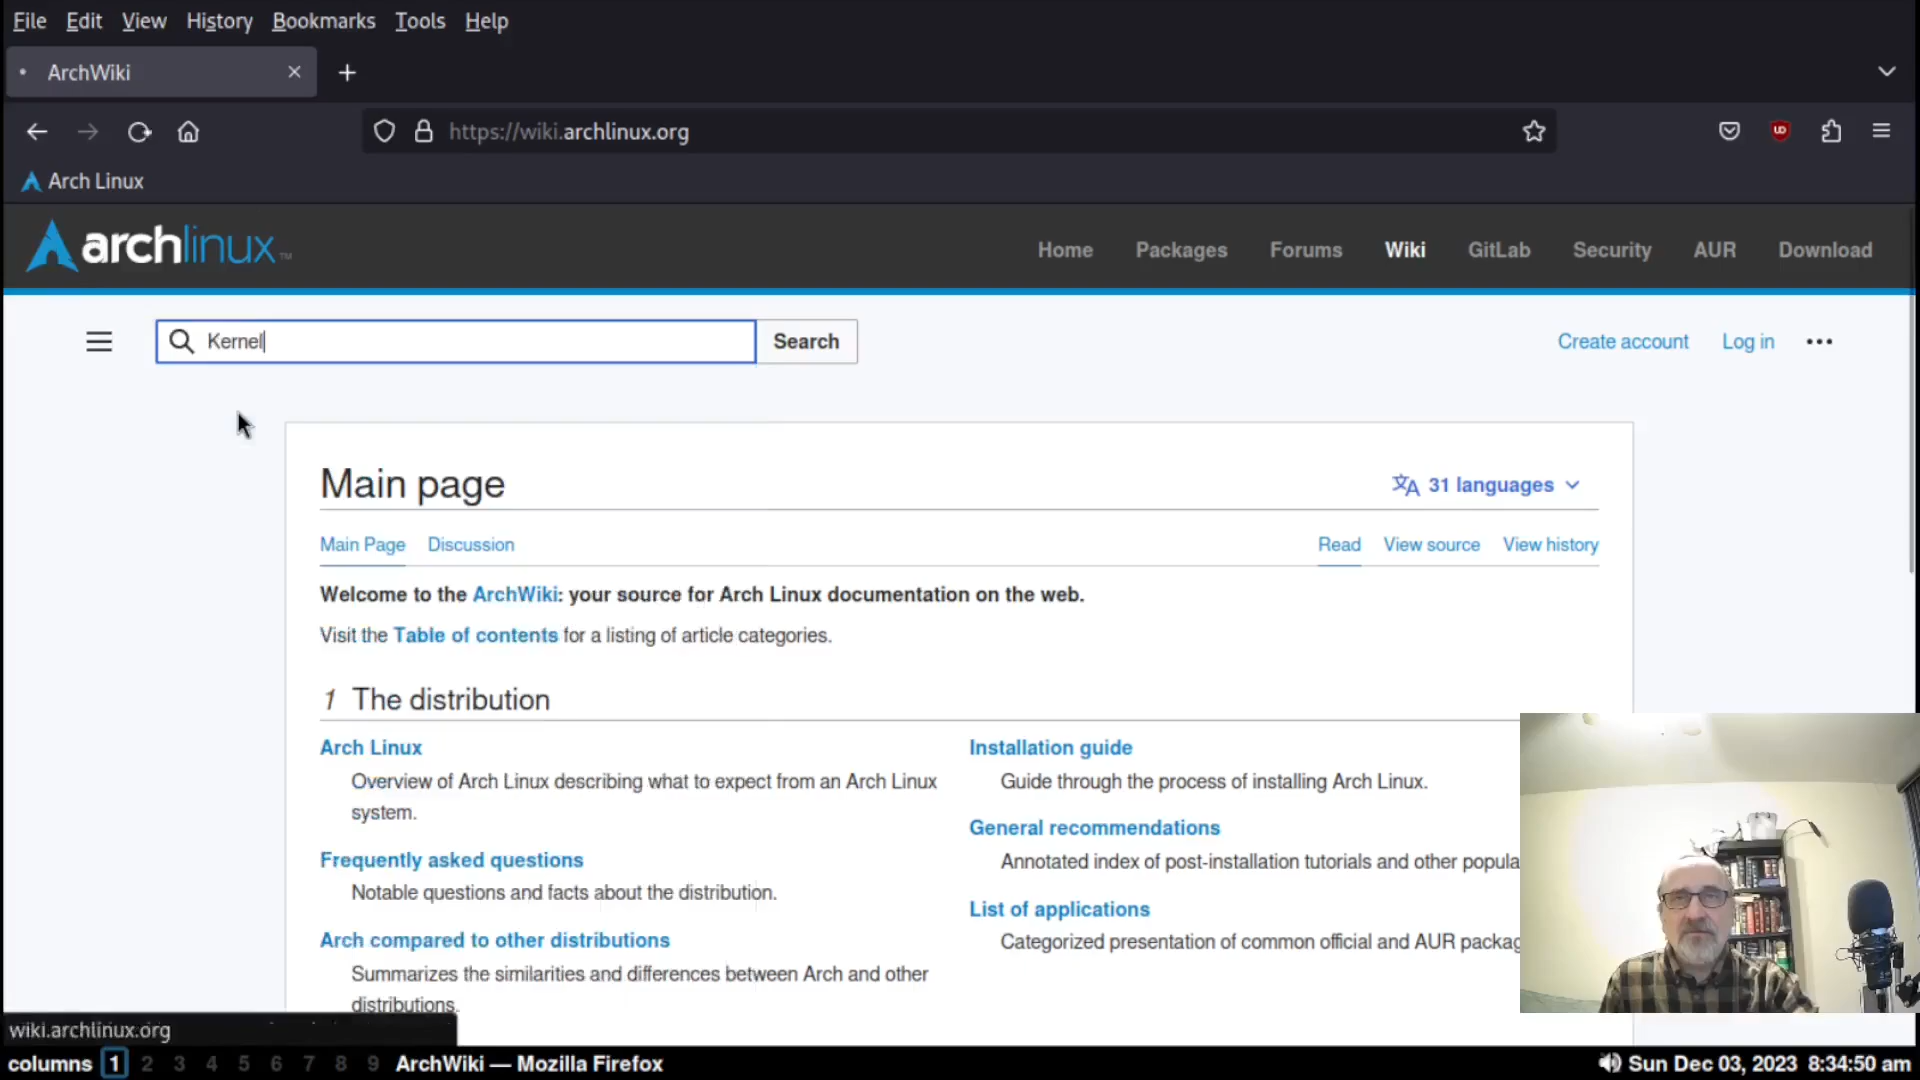 File Edit View History Bookmarks Tools Help
ArchWiki
https://wiki.archlinux.org
UD
Arch Linux
archlinux™
Home Packages Forums Wiki GitLab Security AUR Download
Kernel
Search
Create account Log in
Main page
31 languages
Main Page Discussion
Read View source View history
Welcome to the ArchWiki: your source for Arch Linux documentation on the web.
Visit the Table of contents for a listing of article categories.
1 The distribution
Arch Linux
Overview of Arch Linux describing what to expect from an Arch Linux
system.
Frequently asked questions
Notable questions and facts about the distribution.
Arch compared to other distributions
Summarizes the similarities and differences between Arch and other
distributions.
Installation guide
Guide through the process of installing Arch Linux.
General recommendations
Annotated index of post-installation tutorials and other popula
List of applications
Categorized presentation of common official and AUR packag
wiki.archlinux.org
columns 1 2 3 4 5 6 7 8 9 ArchWiki — Mozilla Firefox
Sun Dec 03, 2023 8:34:50 am